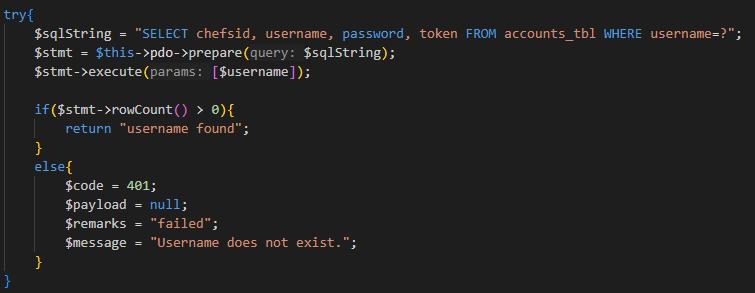 try{
$sqlString = "SELECT chefsid, username, password, token FROM accounts_tbl WHERE username=?";
$stmt = $this->pdo->prepare(query: $sqlString);
$stmt->execute(params: [$username]);
if($stmt->rowCount() > 0){
return "username found";
}
else{
$code = 401;
$payload = null;
$remarks = "failed";
$message = "Username does not exist.";
}
}